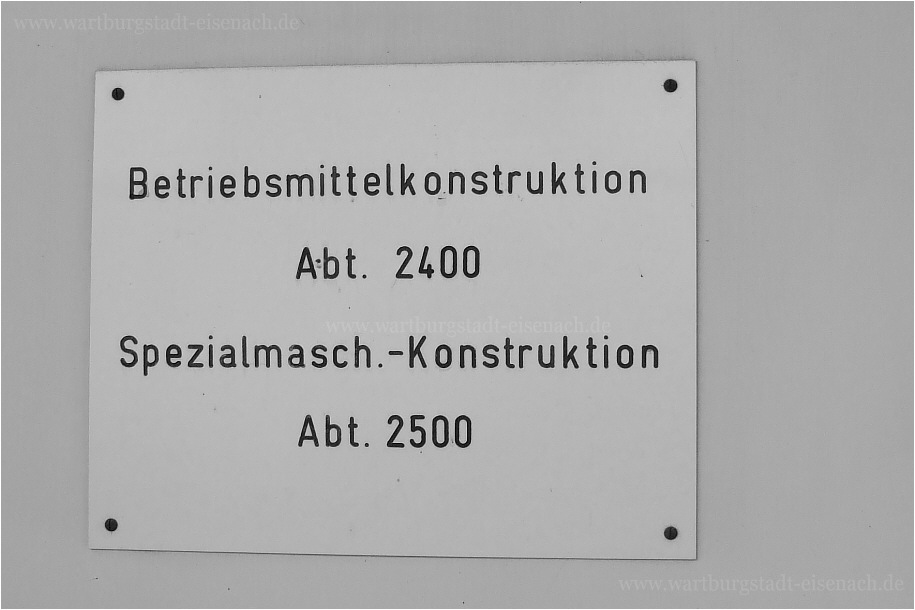 www.wartburgstadt-eisenach.de
Betriebsmittelkonstruktion
Abt. 2400
www.wartburgstadt-eisenach.de
Spezialmasch.-Konstruktion
Abt. 2500
www.wartburgstadt-eisenach.de